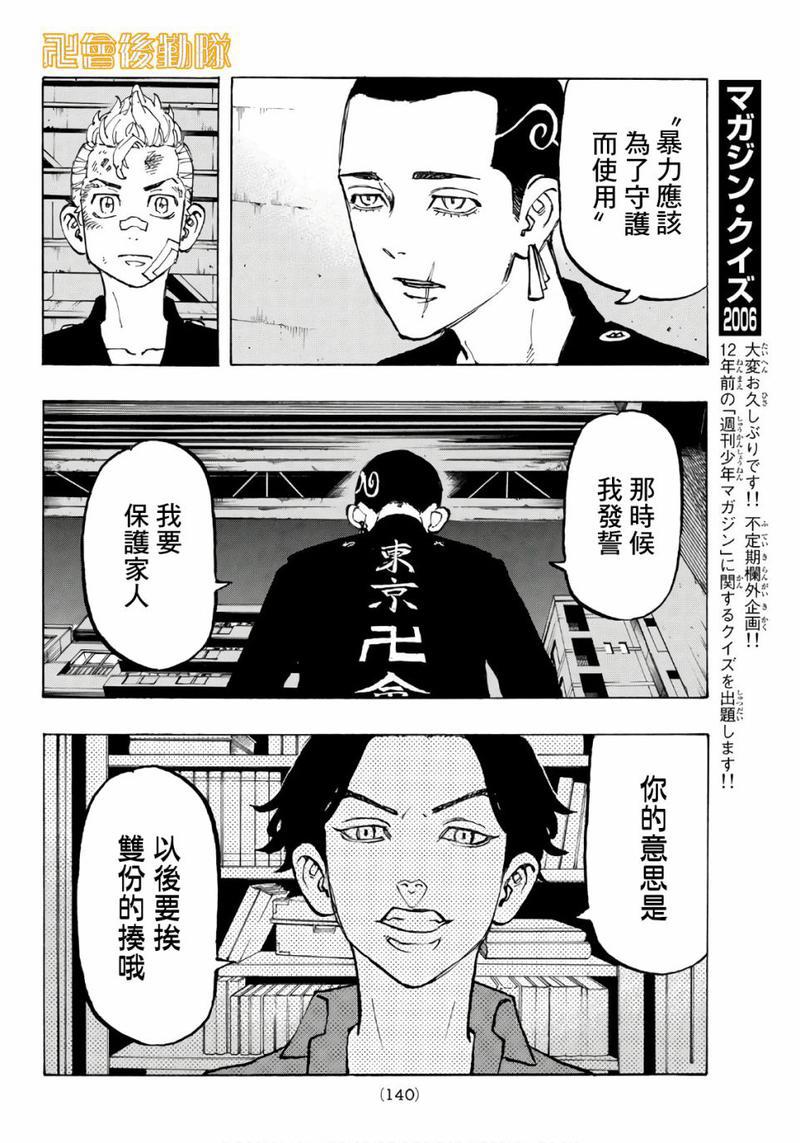 卍會後勤隊
〝暴力應該
為了守護
而使用〟
那時候
我發誓
東京卍會
我要
保護家人
你的意思是
以後要挨
雙份的揍哦
マガジン・クイズ2006
大変お久しぶりです!! 不定期欄外企画!!
12年前の「週刊少年マガジン」に関するクイズを出題します!!
(140)